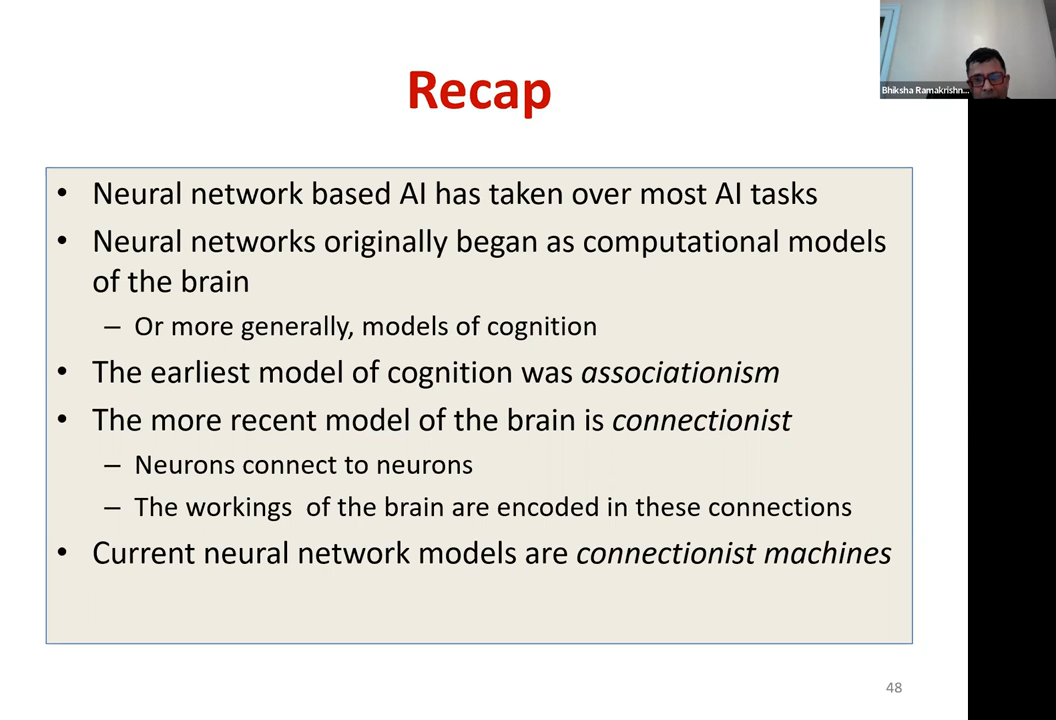 Bhiksha Ramakrishn...
Recap
• Neural network based AI has taken over most AI tasks
• Neural networks originally began as computational models
of the brain
– Or more generally, models of cognition
• The earliest model of cognition was associationism
• The more recent model of the brain is connectionist
– Neurons connect to neurons
– The workings of the brain are encoded in these connections
• Current neural network models are connectionist machines
48